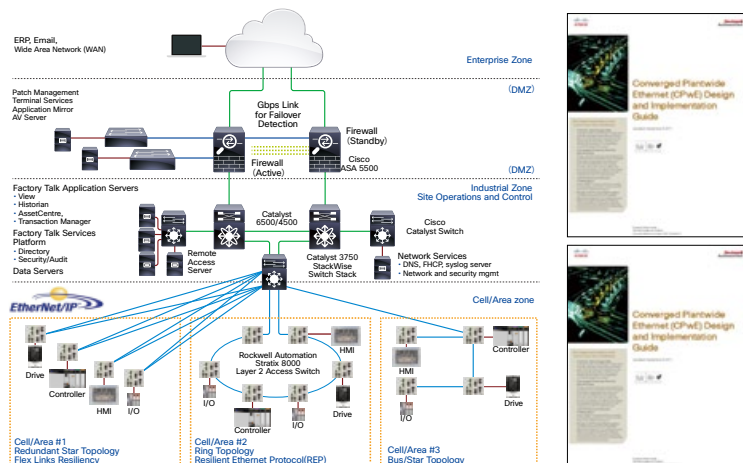 ERP, Email,
Wide Area Network (WAN)
Enterprise Zone
(DMZ)
Patch Management
Terminal Services
Application Mirror
AV Server
Gbps Link
for Failover
Detection
Firewall
(Standby)
Firewall
(Active)
Cisco
ASA 5500
(DMZ)
Factory Talk Application Servers
• View
• Historian
• AssetCentre,
• Transaction Manager
Factory Talk Services
Platform
• Directory
• Security/Audit
Data Servers
Industrial Zone
Site Operations and Control
Catalyst
6500/4500
Cisco
Catalyst Switch
Remote
Access
Server
Catalyst 3750
StackWise
Switch Stack
Network Services
• DNS, FHCP, syslog server
• Network and security mgmt
EtherNet/IP
Cell/Area zone
Drive
Controller
HMI
I/O
Cell/Area #1
Redundant Star Topology
Flex Links Resiliency
Rockwell Automation
Stratix 8000
Layer 2 Access Switch
HMI
I/O
Controller
I/O
Drive
Cell/Area #2
Ring Topology
Resilient Ethernet Protocol(REP)
HMI
Controller
I/O
Drive
Cell/Area #3
Bus/Star Topology
Converged Plantwide
Ethernet (CPwE) Design
and Implementation
Guide
Converged Plantwide
Ethernet (CPwE) Design
and Implementation
Guide